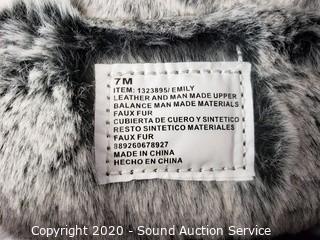 7M
ITEM: 1323895/ EMILY
LEATHER AND MAN MADE UPPER
BALANCE MAN MADE MATERIALS
FAUX FUR
CUBIERTA DE CUERO Y SINTETICO
RESTO SINTETICO MATERIALES
FAUX FUR
889260678927
MADE IN CHINA
HECHO EN CHINA
Copyright 2020 - Sound Auction Service